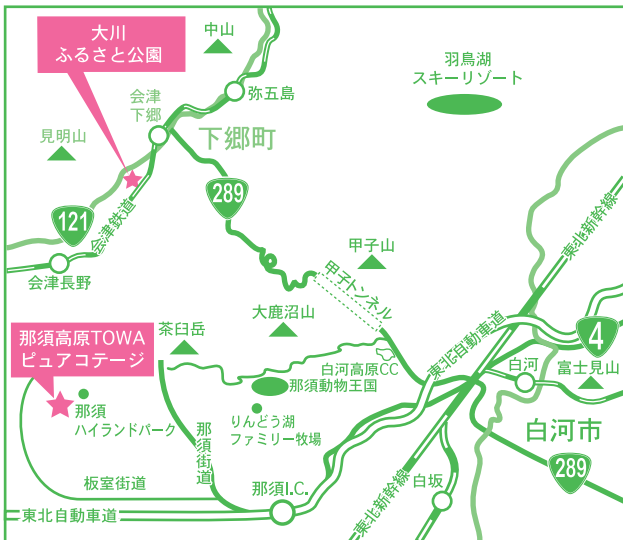 大川
ふるさと公園
中山
羽鳥湖
スキーリゾート
会津
下郷
弥五島
見明山
下郷町
289
121
会津鉄道
会津長野
甲子山
甲子トンネル
東北新幹線
大鹿沼山
茶臼岳
那須高原TOWA
ピュアコテージ
白河高原CC
東北自動車道
4
白河
富士見山
那須動物王国
那須
ハイランドパーク
りんどう湖
ファミリー牧場
那須街道
白河市
289
板室街道
那須I.C.
東北新幹線
白坂
東北自動車道